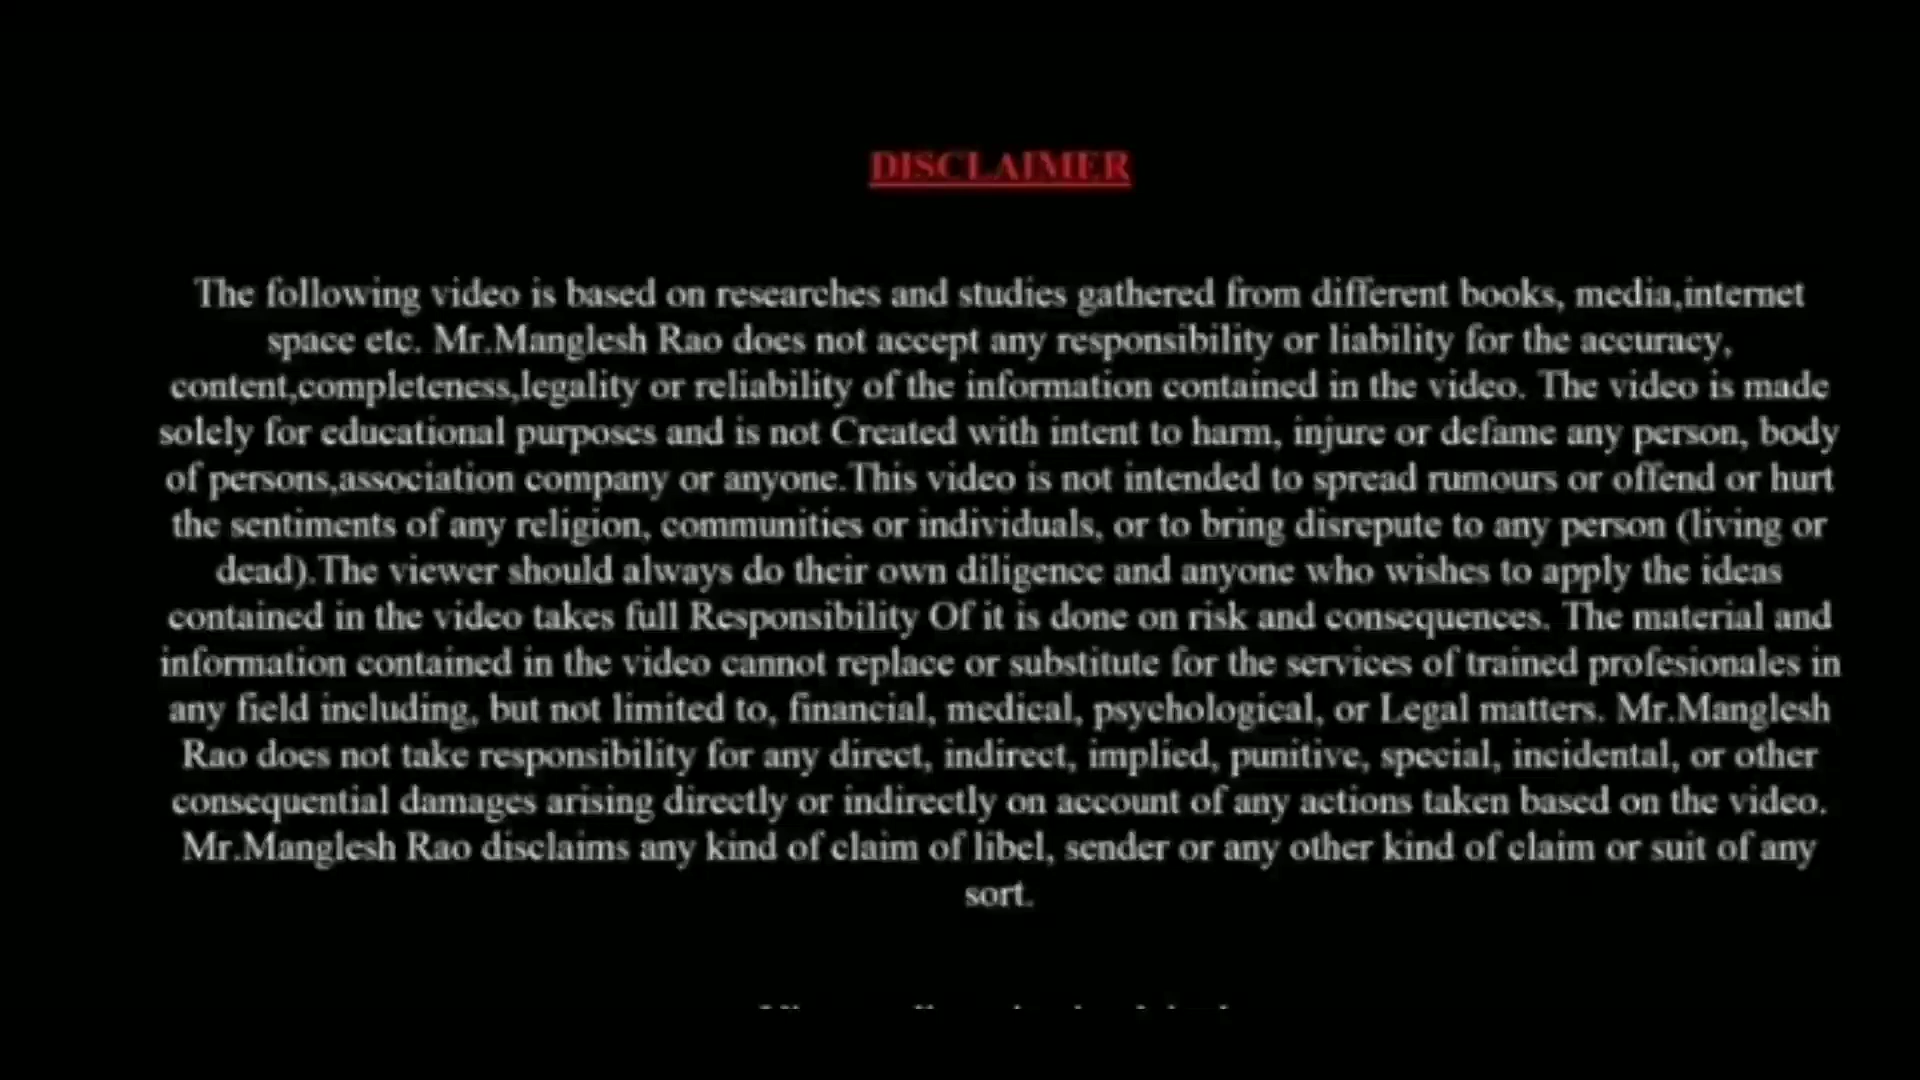 DISCLAIMER
The following video is based on researches and studies gathered from different books, media,internet
space etc. Mr.Manglesh Rao does not accept any responsibility or liability for the accuracy,
content,completeness,legality or reliability of the information contained in the video. The video is made
solely for educational purposes and is not Created with intent to harm, injure or defame any person, body
of persons,association company or anyone.This video is not intended to spread rumours or offend or hurt
the sentiments of any religion, communities or individuals, or to bring disrepute to any person (living or
dead).The viewer should always do their own diligence and anyone who wishes to apply the ideas
contained in the video takes full Responsibility Of it is done on risk and consequences. The material and
information contained in the video cannot replace or substitute for the services of trained profesionales in
any field including, but not limited to, financial, medical, psychological, or Legal matters. Mr.Manglesh
Rao does not take responsibility for any direct, indirect, implied, punitive, special, incidental, or other
consequential damages arising directly or indirectly on account of any actions taken based on the video.
Mr.Manglesh Rao disclaims any kind of claim of libel, sender or any other kind of claim or suit of any
sort.